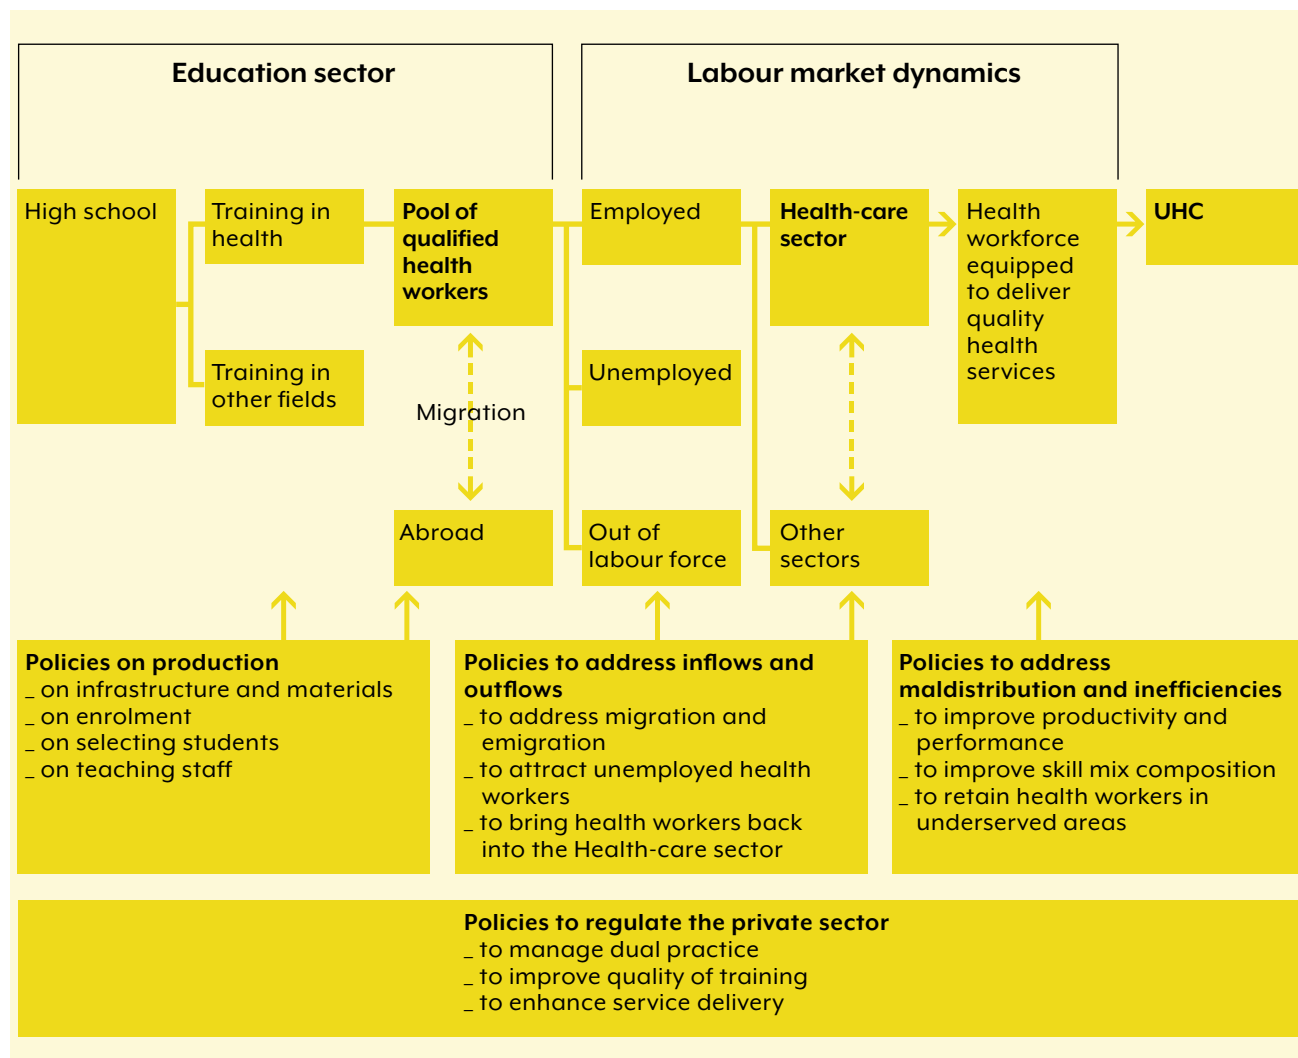 Education sector
Labour market dynamics
High school
Training in
health
Pool of
qualified
health
workers
Employed
Health-care
sector
Health
workforce
equipped
to deliver
quality
health
services
UHC
Training in
other fields
Unemployed
Migration
Abroad
Out of
labour force
Other
sectors
Policies on production
_ on infrastructure and materials
_ on enrolment
_ on selecting students
_ on teaching staff
Policies to address inflows and
outflows
_ to address migration and
emigration
_ to attract unemployed health
workers
_ to bring health workers back
into the Health-care sector
Policies to address
maldistribution and inefficiencies
_ to improve productivity and
performance
_ to improve skill mix composition
_ to retain health workers in
underserved areas
Policies to regulate the private sector
_ to manage dual practice
_ to improve quality of training
_ to enhance service delivery